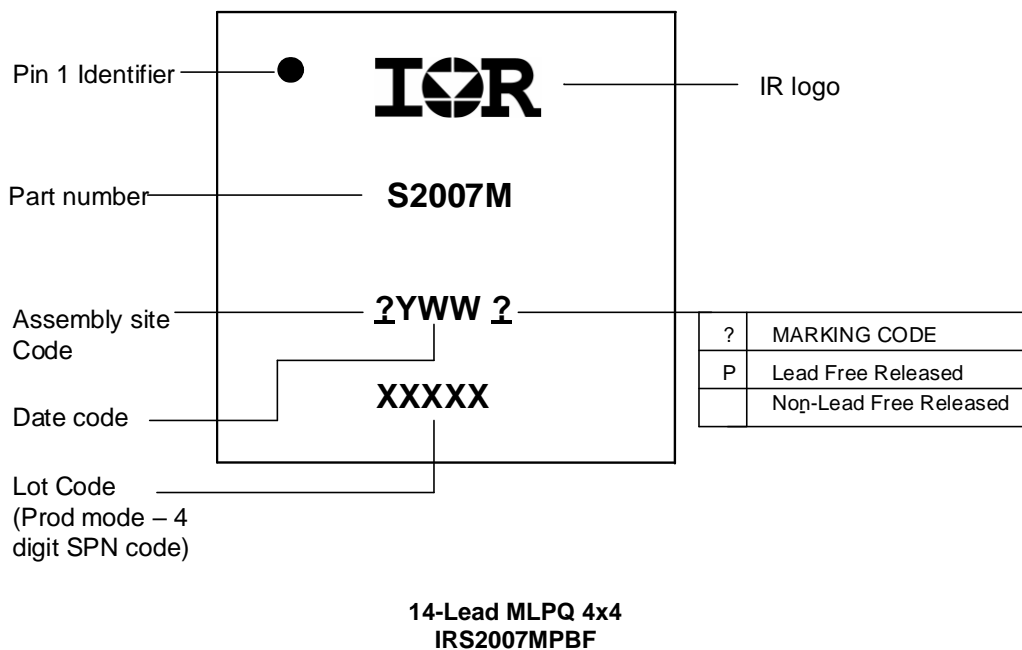 Pin 1 Identifier
IOR
IR logo
Part number
S2007M
Assembly site
Code
?YWW ?
? MARKING CODE
P Lead Free Released
Non-Lead Free Released
Date code
XXXXX
Lot Code
(Prod mode – 4
digit SPN code)
14-Lead MLPQ 4x4
IRS2007MPBF